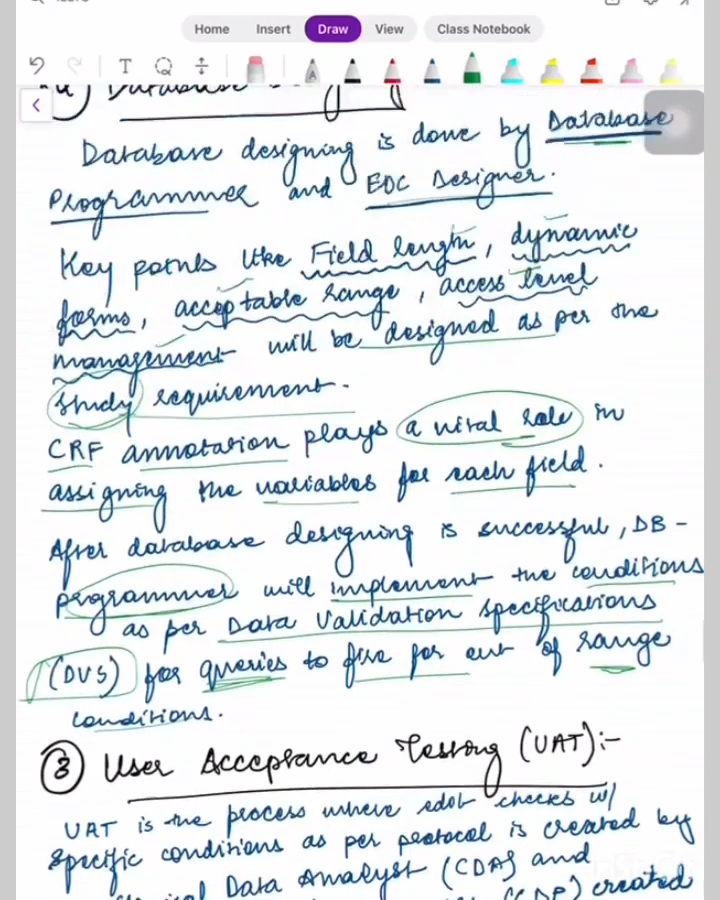 Home Insert Draw View Class Notebook
Database
Database designing is done by Database
Programmer and EDC Designer.
Key points like Field length, dynamic
forms, acceptable range, access level
management will be designed as per the
study requirement.
CRF annotation plays a vital role in
assigning the variables for each field.
After database designing is successful, DB-
programmer will implement the conditions
as per Data Validation Specifications
(DVS) for queries to fire for out of range
conditions.
③ User Acceptance Testing (UAT):-
UAT is the process where edit checks w/
specific conditions as per protocol is created by
Data Analyst (CDA) and
created